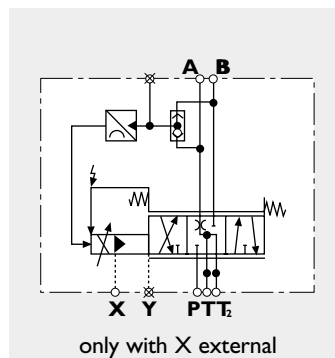 A B
X Y P T T₂
only with X external